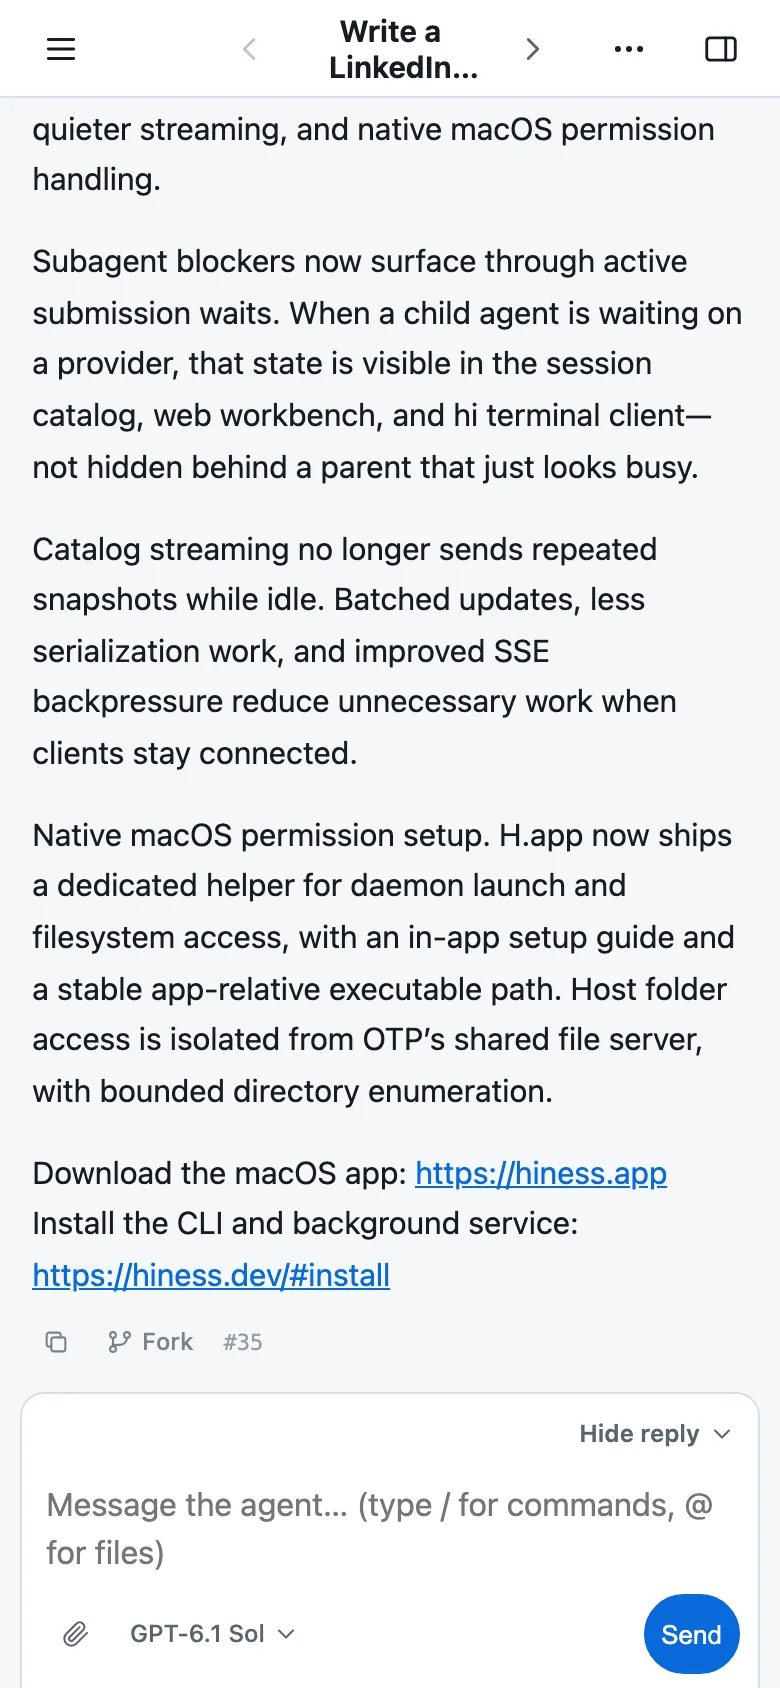 Write a
LinkedIn...
quieter streaming, and native macOS permission
handling.
Subagent blockers now surface through active
submission waits. When a child agent is waiting on
a provider, that state is visible in the session
catalog, web workbench, and hi terminal client—
not hidden behind a parent that just looks busy.
Catalog streaming no longer sends repeated
snapshots while idle. Batched updates, less
serialization work, and improved SSE
backpressure reduce unnecessary work when
clients stay connected.
Native macOS permission setup. H.app now ships
a dedicated helper for daemon launch and
filesystem access, with an in-app setup guide and
a stable app-relative executable path. Host folder
access is isolated from OTP’s shared file server,
with bounded directory enumeration.
Download the macOS app: https://hiness.app
Install the CLI and background service:
https://hiness.dev/#install
Fork #35
Hide reply
Message the agent... (type / for commands, @
for files)
GPT-6.1 Sol
Send